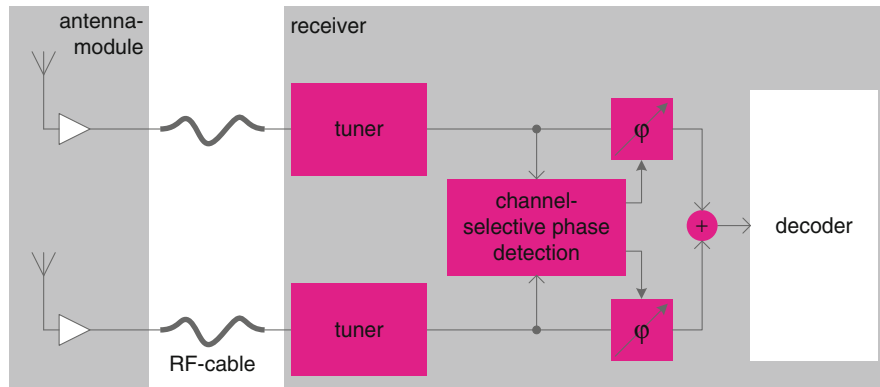 antenna-
module
receiver
tuner
φ
channel-
selective phase
detection
+
decoder
tuner
φ
RF-cable